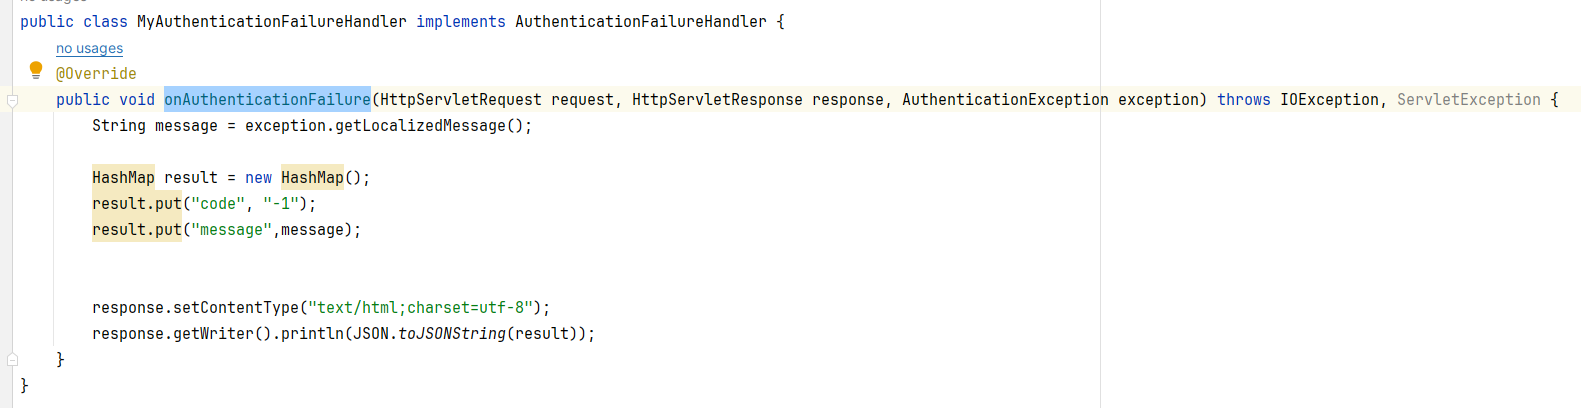 no usages
public class MyAuthenticationFailureHandler implements AuthenticationFailureHandler {
no usages
@Override
public void onAuthenticationFailure(HttpServletRequest request, HttpServletResponse response, AuthenticationException exception) throws IOException, ServletException {
String message = exception.getLocalizedMessage();
HashMap result = new HashMap();
result.put("code", "-1");
result.put("message",message);
response.setContentType("text/html;charset=utf-8");
response.getWriter().println(JSON.toJSONString(result));
}
}